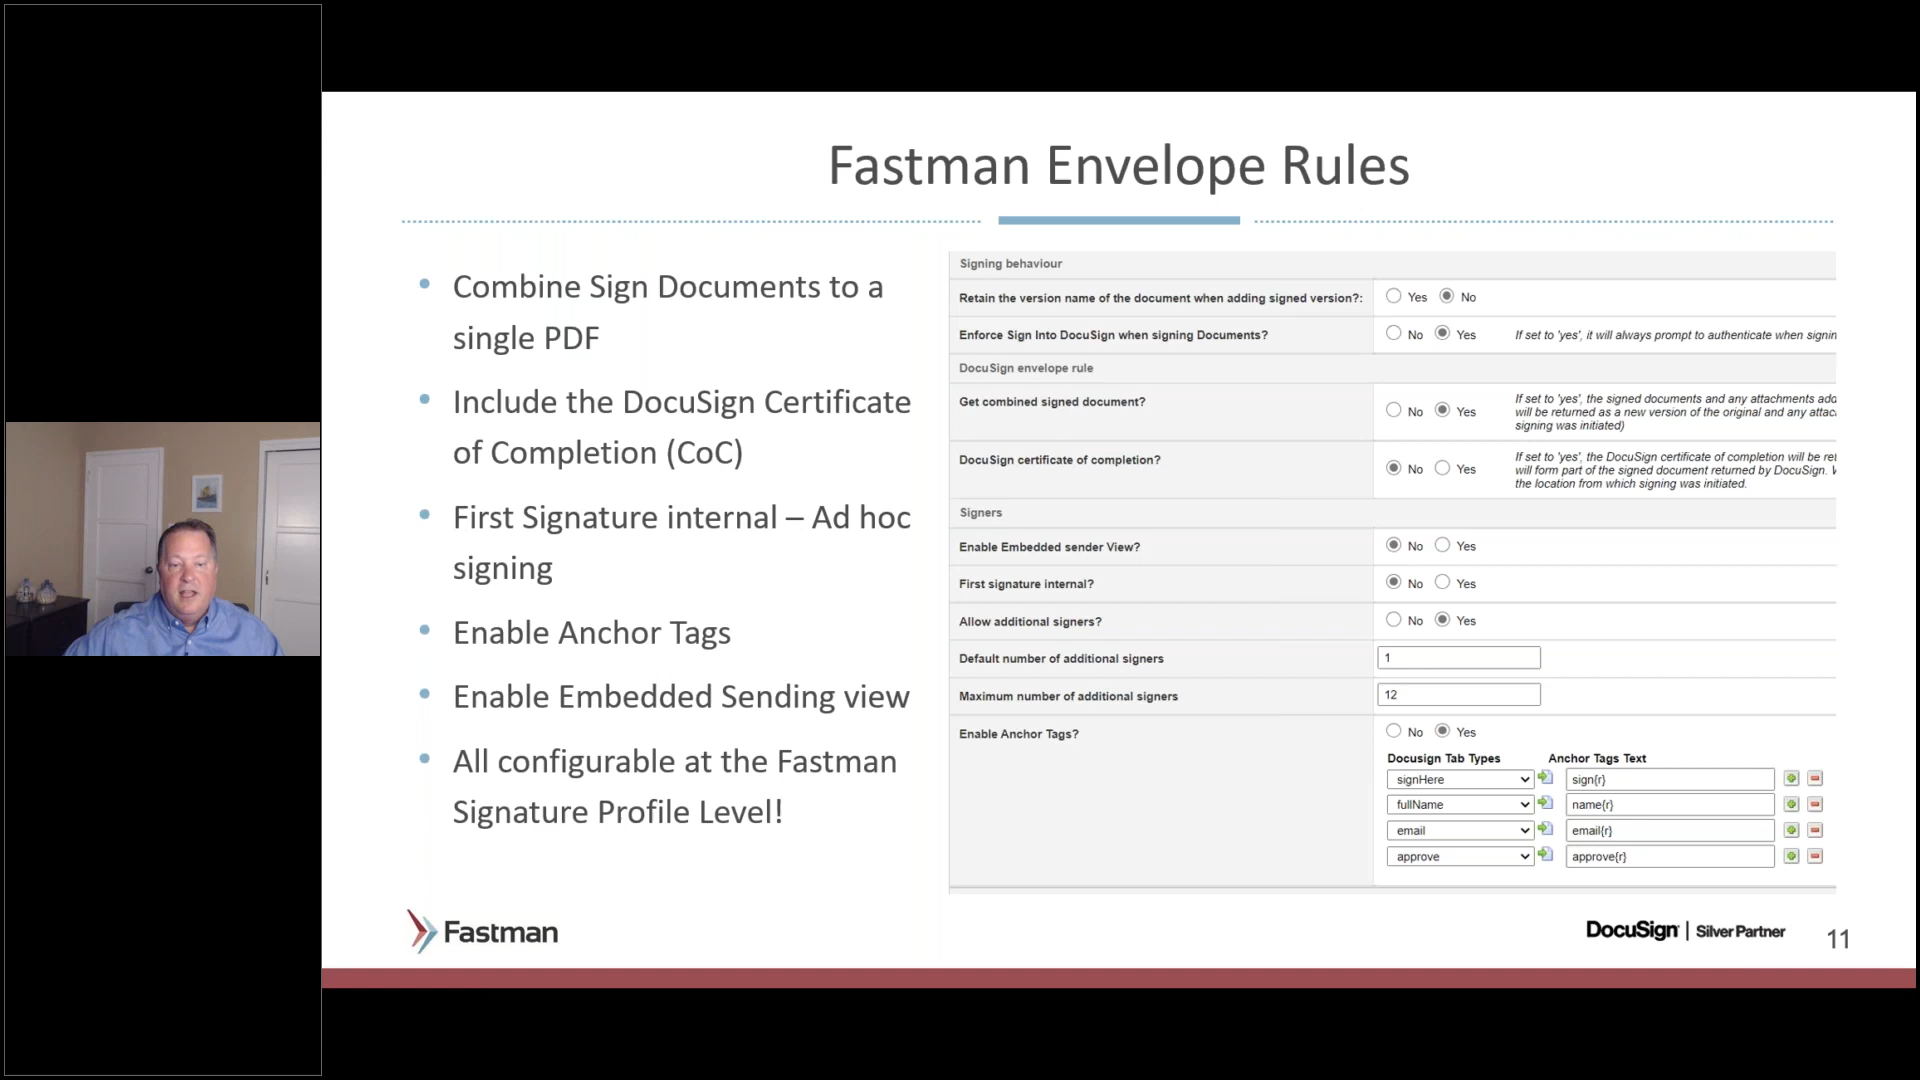 Fastman Envelope Rules
Combine Sign Documents to a
single PDF
Include the DocuSign Certificate
of Completion (CoC)
First Signature internal – Ad hoc
signing
Enable Anchor Tags
Enable Embedded Sending view
All configurable at the Fastman
Signature Profile Level!
Signing behaviour
Retain the version name of the document when adding signed version?: Yes No
Enforce Sign Into DocuSign when signing Documents? No Yes If set to 'yes', it will always prompt to authenticate when signin
DocuSign envelope rule
Get combined signed document? No Yes
If set to 'yes', the signed documents and any attachments add
will be returned as a new version of the original and any attac
signing was initiated)
DocuSign certificate of completion? No Yes
If set to 'yes', the DocuSign certificate of completion will be ret
will form part of the signed document returned by DocuSign.
the location from which signing was initiated.
Signers
Enable Embedded sender View? No Yes
First signature internal? No Yes
Allow additional signers? No Yes
Default number of additional signers 1
Maximum number of additional signers 12
Enable Anchor Tags? No Yes
Docusign Tab Types Anchor Tags Text
signHere sign{r}
fullName name{r}
email email{r}
approve approve{r}
Fastman
DocuSign | Silver Partner
11